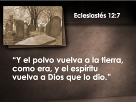 Eclesiastés 12:7
"Y el polvo vuelva a la tierra,
como era, y el espíritu
vuelva a Dios que lo dio."